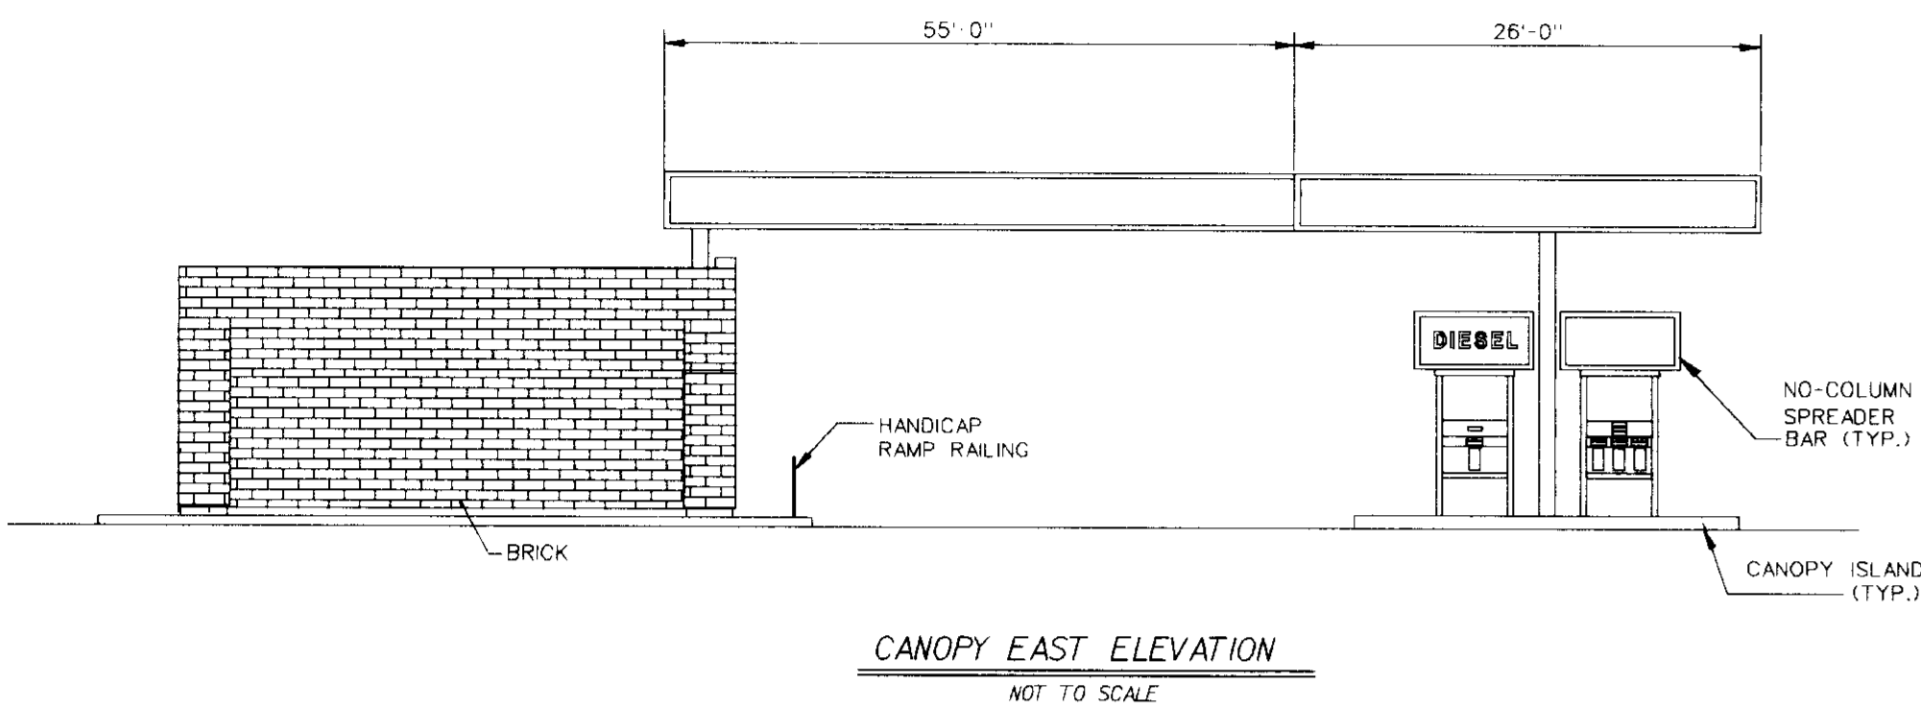 55'-0"
26'-0"
DIESEL
NO-COLUMN
SPREADER
BAR (TYP.)
HANDICAP
RAMP RAILING
BRICK
CANOPY ISLAND
(TYP.)
CANOPY EAST ELEVATION
NOT TO SCALE